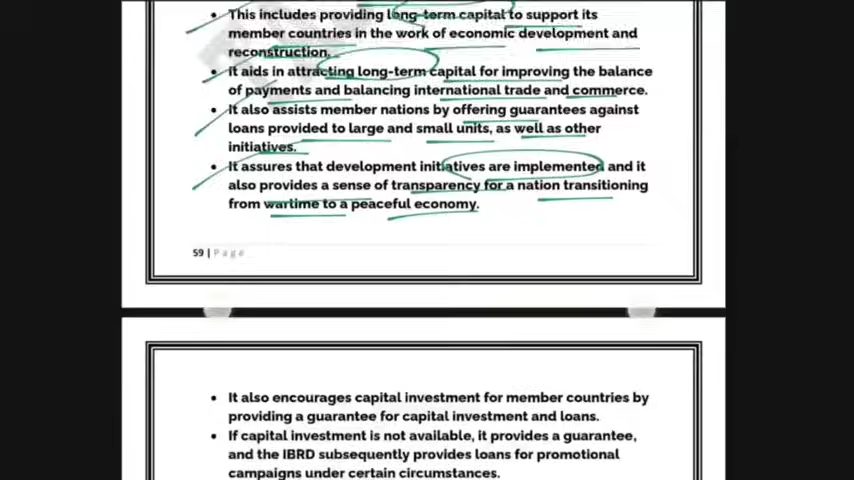 • This includes providing long-term capital to support its
member countries in the work of economic development and
reconstruction.
• It aids in attracting long-term capital for improving the balance
of payments and balancing international trade and commerce.
• It also assists member nations by offering guarantees against
loans provided to large and small units, as well as other
initiatives.
• It assures that development initiatives are implemented and it
also provides a sense of transparency for a nation transitioning
from wartime to a peaceful economy.
59 | Page
• It also encourages capital investment for member countries by
providing a guarantee for capital investment and loans.
• If capital investment is not available, it provides a guarantee,
and the IBRD subsequently provides loans for promotional
campaigns under certain circumstances.